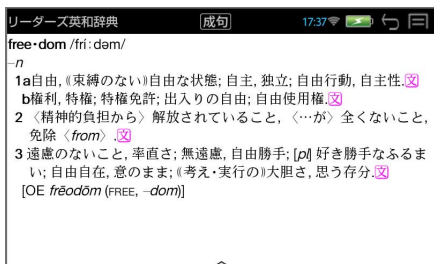 リーダーズ英和辞典 成句 17:37
free・dom /fríːdəm/
–n
1a自由,《束縛のない》自由な状態; 自主, 独立; 自由行動, 自主性.文
b権利, 特権; 特権免許; 出入りの自由; 自由使用権.文
2 〈精神的負担から〉解放されていること, 〈…が〉全くないこと,
免除〈from〉.文
3 遠慮のないこと, 率直さ; 無遠慮, 自由勝手; [pl] 好き勝手なふるま
い; 自由自在, 意のまま; 《考え・実行の》大胆さ, 思う存分.文
[OE frēodōm (FREE, –dom)]